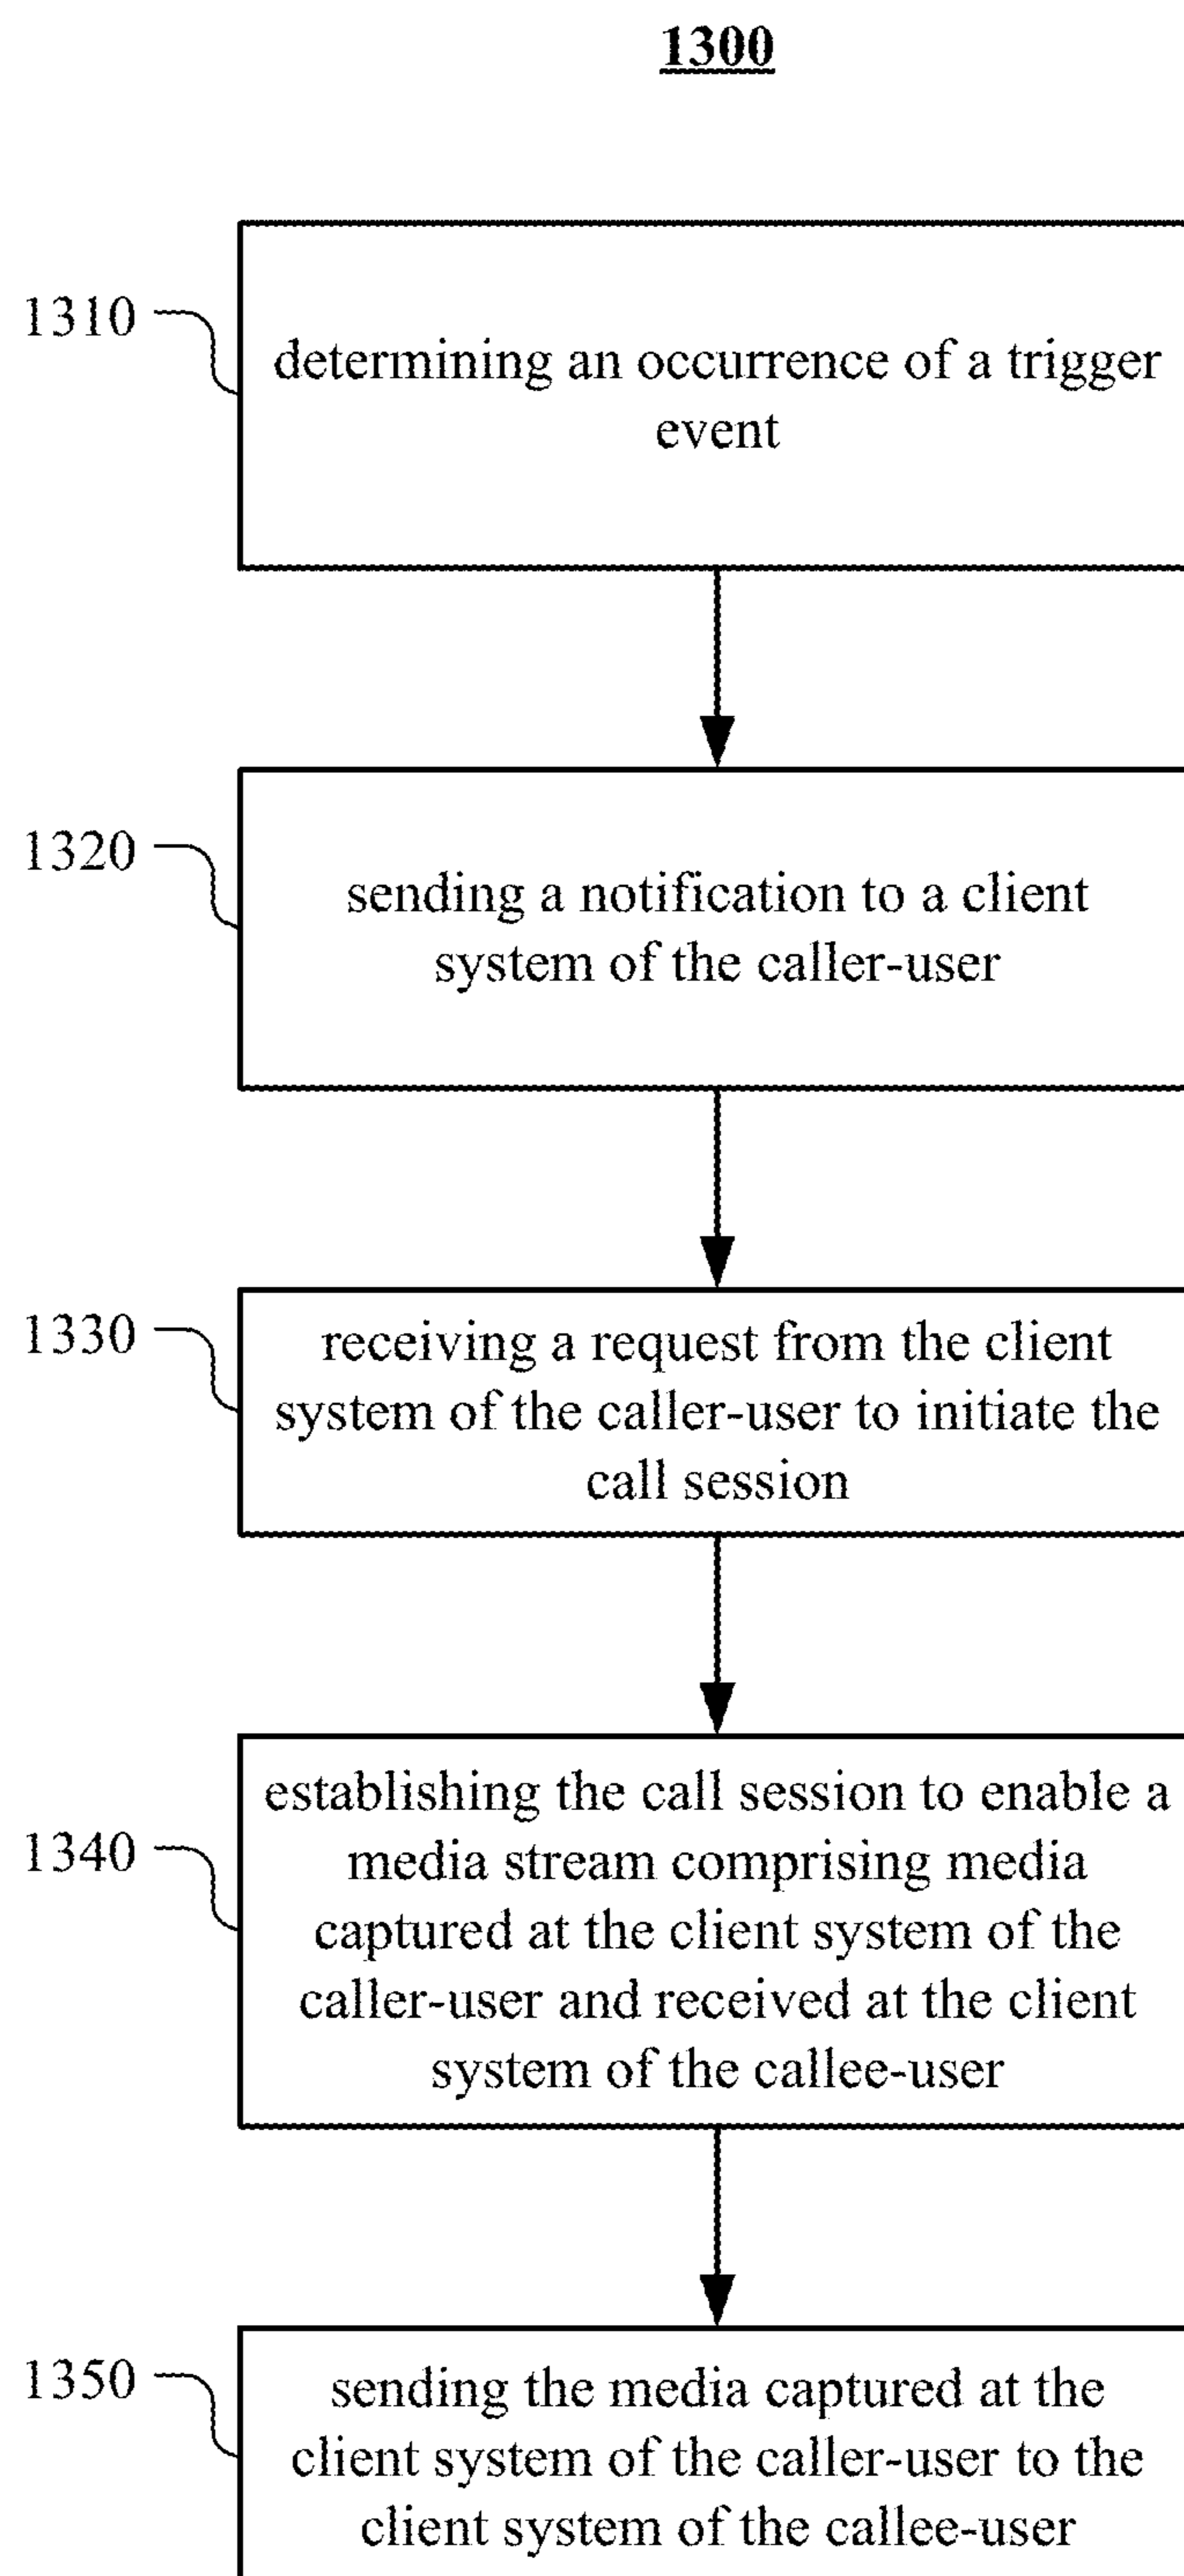 1300
1310
determining an occurrence of a trigger
event
1320
sending a notification to a client
system of the caller-user
1330
receiving a request from the client
system of the caller-user to initiate the
call session
1340
establishing the call session to enable a
media stream comprising media
captured at the client system of the
caller-user and received at the client
system of the callee-user
1350
sending the media captured at the
client system of the caller-user to the
client system of the callee-user